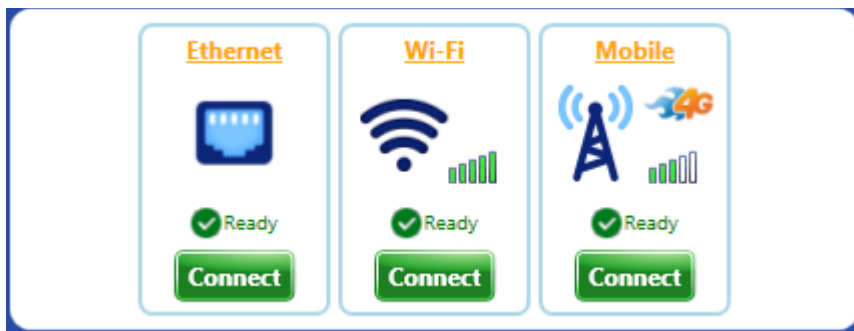 Ethernet
Wi-Fi
Mobile
4G
Ready
Ready
Ready
Connect
Connect
Connect